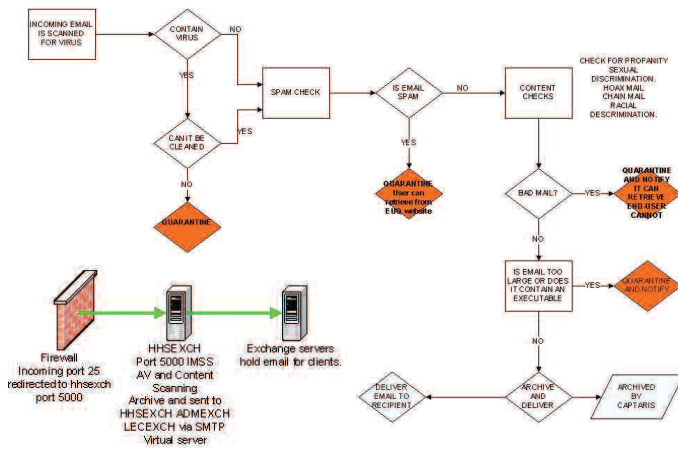 INCOMING EMAIL
IS SCANNED
FOR VIRUS
CONTAIN
VIRUS
NO
YES
CAN IT BE
CLEANED
YES
NO
QUARANTINE
SPAM CHECK
IS EMAIL
SPAM
NO
YES
QUARANTINE
User can
retrieve from
EUQ website
CONTENT
CHECKS
CHECK FOR PROFANITY
SEXUAL
DISCRIMINATION.
HOAX MAIL
CHAIN MAIL
RACIAL
DESCRIMINATION.
BAD MAIL?
YES
QUARANTINE
AND NOTIFY
IT CAN
RETRIEVE
END USER
CANNOT
NO
IS EMAIL TOO
LARGE OR DOES
IT CONTAIN AN
EXECUTABLE
YES
QUARANTINE
AND NOTIFY
NO
ARCHIVE
AND
DELIVER
DELIVER
EMAIL TO
RECIPIENT
ARCHIVED
BY
CAPTARIS
Firewall
Incoming port 25
redirected to hhsexch
port 5000
HHSEXCH
Port 5000 IMSS
AV and Content
Scanning
Archive and sent to
HHSEXCH ADMEXCH
LECEXCH via SMTP
Virtual server
Exchange servers
hold email for clients.